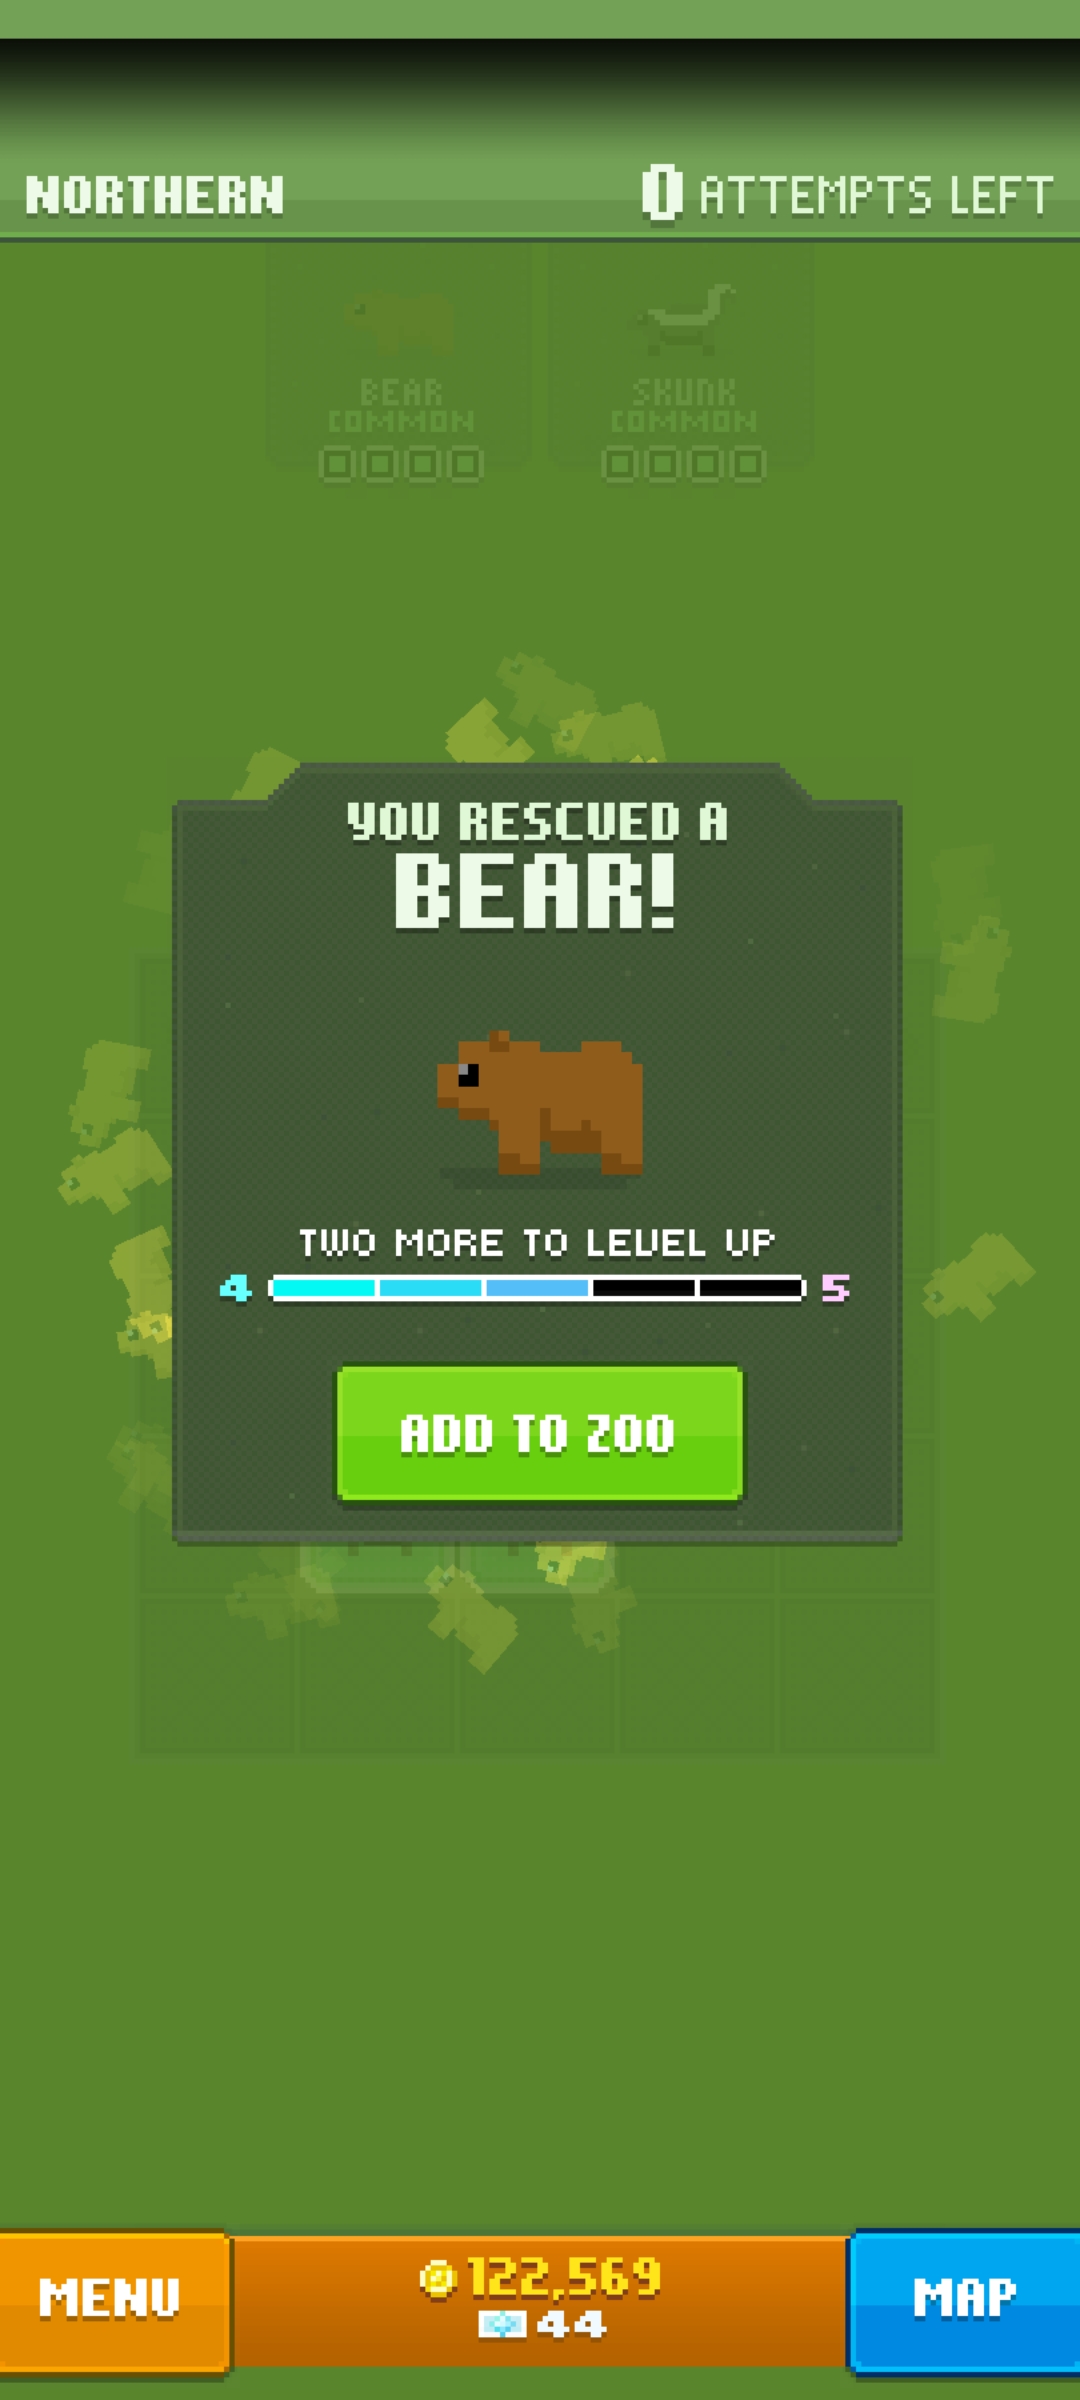 NORTHERN
0 ATTEMPTS LEFT
BEAR
COMMON
SKUNK
COMMON
YOU RESCUED A
BEAR!
TWO MORE TO LEVEL UP
4
5
ADD TO ZOO
MENU
122,569
44
MAP